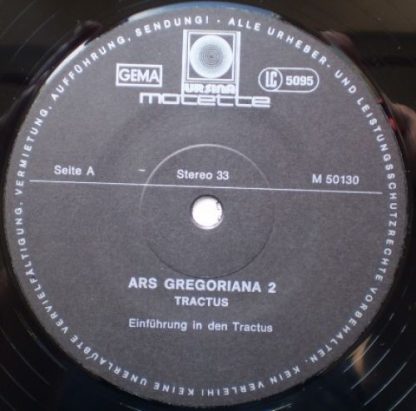 KEINE UNERLAUBTE VERVIELFÄLTIGUNG, VERMIETUNG, AUFFÜHRUNG, SENDUNG! - ALLE URHEBER- UND LEISTUNGSSCHUTZRECHTE VORBEHALTEN. KEIN VERLEIH!
GEMA
URSINA
motette
LC 5095
Seite A – Stereo 33 M 50130
ARS GREGORIANA 2
TRACTUS
Einführung in den Tractus